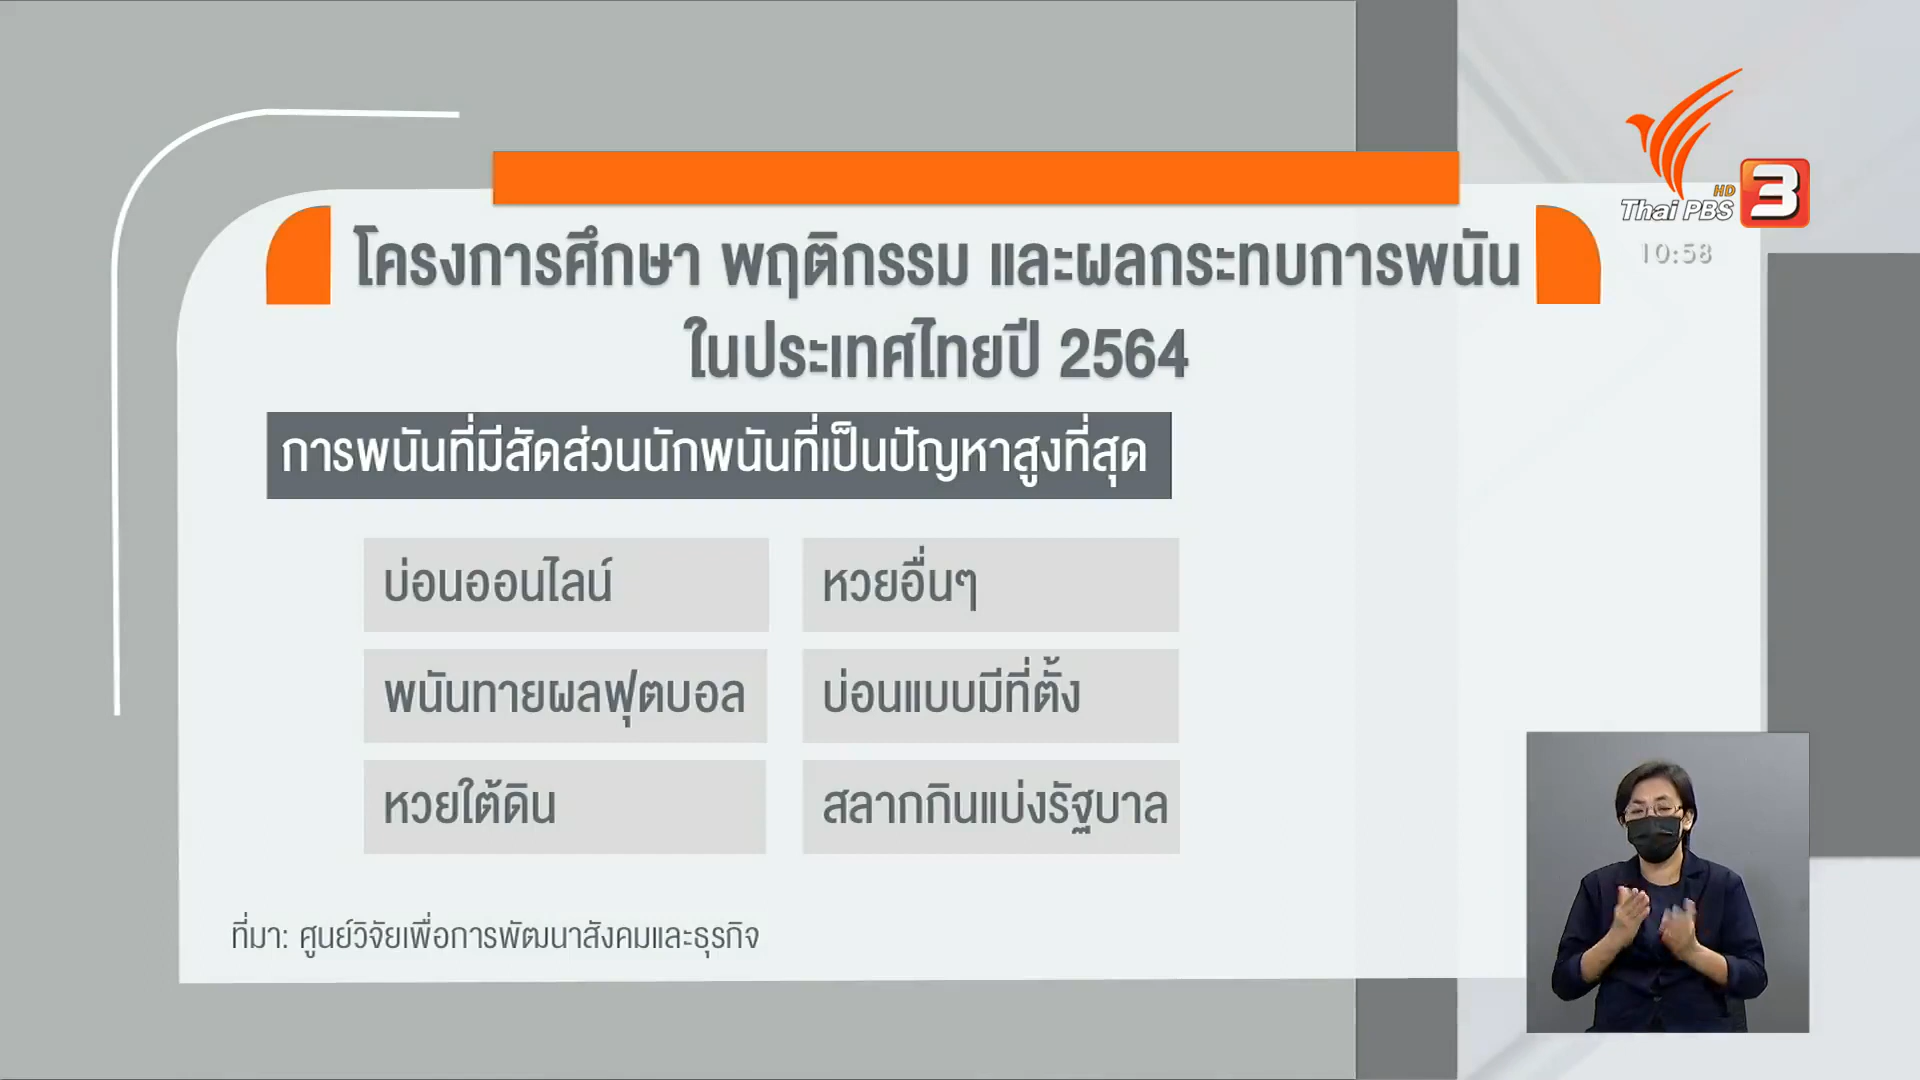 HD
Thai PBS 3
10:58
โครงการศึกษา พฤติกรรม และผลกระทบการพนัน
ในประเทศไทยปี 2564
การพนันที่มีสัดส่วนนักพนันที่เป็นปัญหาสูงที่สุด
บ่อนออนไลน์
หวยอื่นๆ
พนันทายผลฟุตบอล
บ่อนแบบมีที่ตั้ง
หวยใต้ดิน
สลากกินแบ่งรัฐบาล
ที่มา: ศูนย์วิจัยเพื่อการพัฒนาสังคมและธุรกิจ